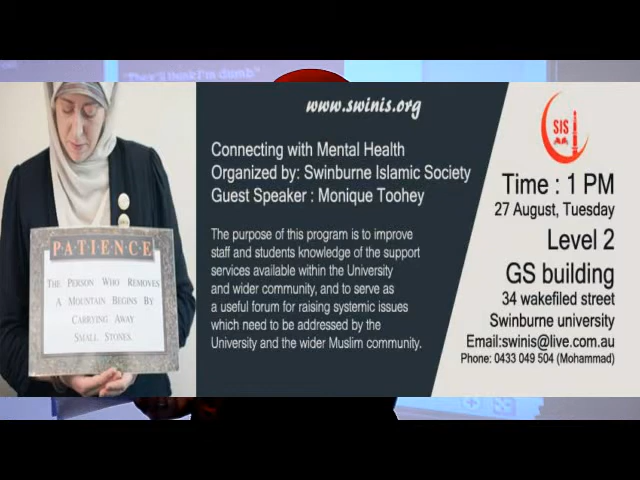 "They'll think I'm dumb"
PATIENCE
THE PERSON WHO REMOVES
A MOUNTAIN BEGINS BY
CARRYING AWAY
SMALL STONES.
www.swinis.org
Connecting with Mental Health
Organized by: Swinburne Islamic Society
Guest Speaker : Monique Toohey
The purpose of this program is to improve
staff and students knowledge of the support
services available within the University
and wider community, and to serve as
a useful forum for raising systemic issues
which need to be addressed by the
University and the wider Muslim community.
SIS
Time : 1 PM
27 August, Tuesday
Level 2
GS building
34 wakefiled street
Swinburne university
Email:swinis@live.com.au
Phone: 0433 049 504 (Mohammad)